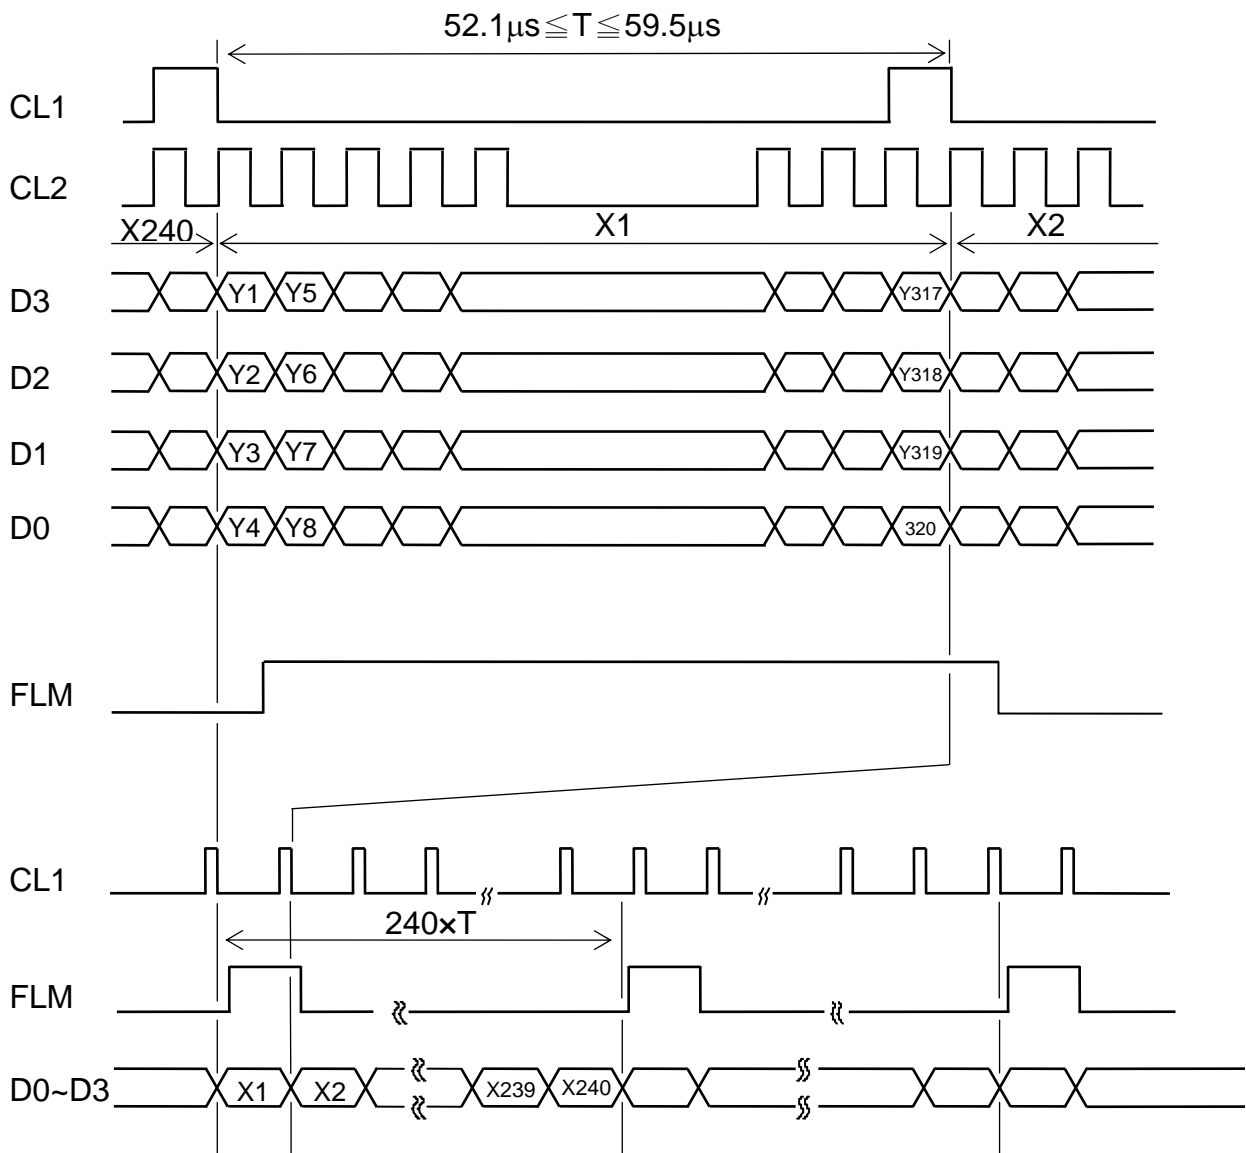 52.1μs≦T≦59.5μs
CL1
CL2
X240 X1 X2
D3 Y1 Y5 Y317
D2 Y2 Y6 Y318
D1 Y3 Y7 Y319
D0 Y4 Y8 320
FLM
CL1
240×T
FLM
D0~D3 X1 X2 X239 X240